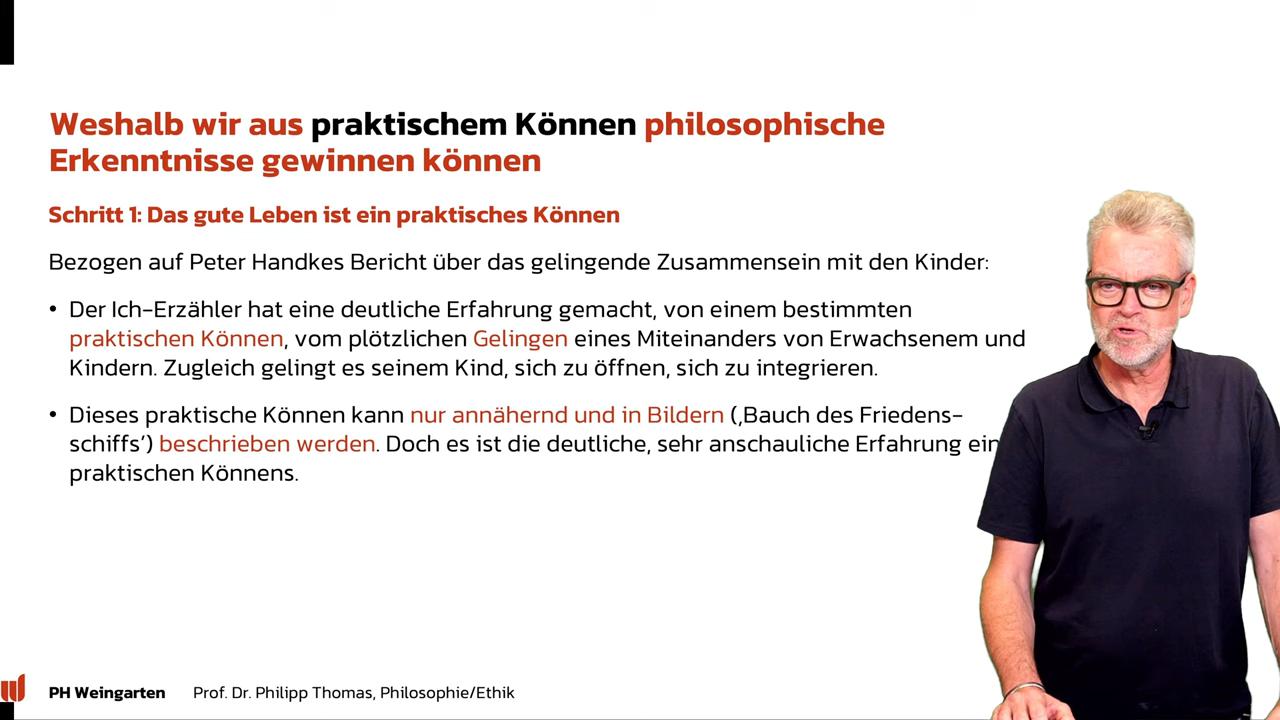 Weshalb wir aus praktischem Können philosophische
Erkenntnisse gewinnen können
Schritt 1: Das gute Leben ist ein praktisches Können
Bezogen auf Peter Handkes Bericht über das gelingende Zusammensein mit den Kinder:
• Der Ich-Erzähler hat eine deutliche Erfahrung gemacht, von einem bestimmten
praktischen Können, vom plötzlichen Gelingen eines Miteinanders von Erwachsenem und
Kindern. Zugleich gelingt es seinem Kind, sich zu öffnen, sich zu integrieren.
• Dieses praktische Können kann nur annähernd und in Bildern (‚Bauch des Friedens-
schiffs‘) beschrieben werden. Doch es ist die deutliche, sehr anschauliche Erfahrung
praktischen Könnens.
PH Weingarten Prof. Dr. Philipp Thomas, Philosophie/Ethik